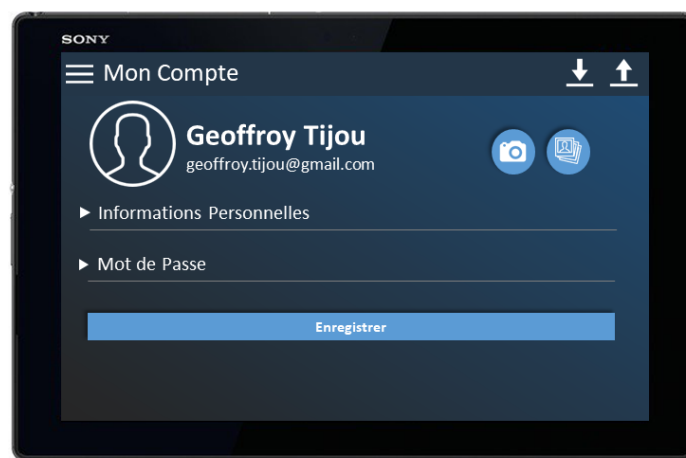 SONY
Mon Compte
Geoffroy Tijou
geoffroy.tijou@gmail.com
Informations Personnelles
Mot de Passe
Enregistrer